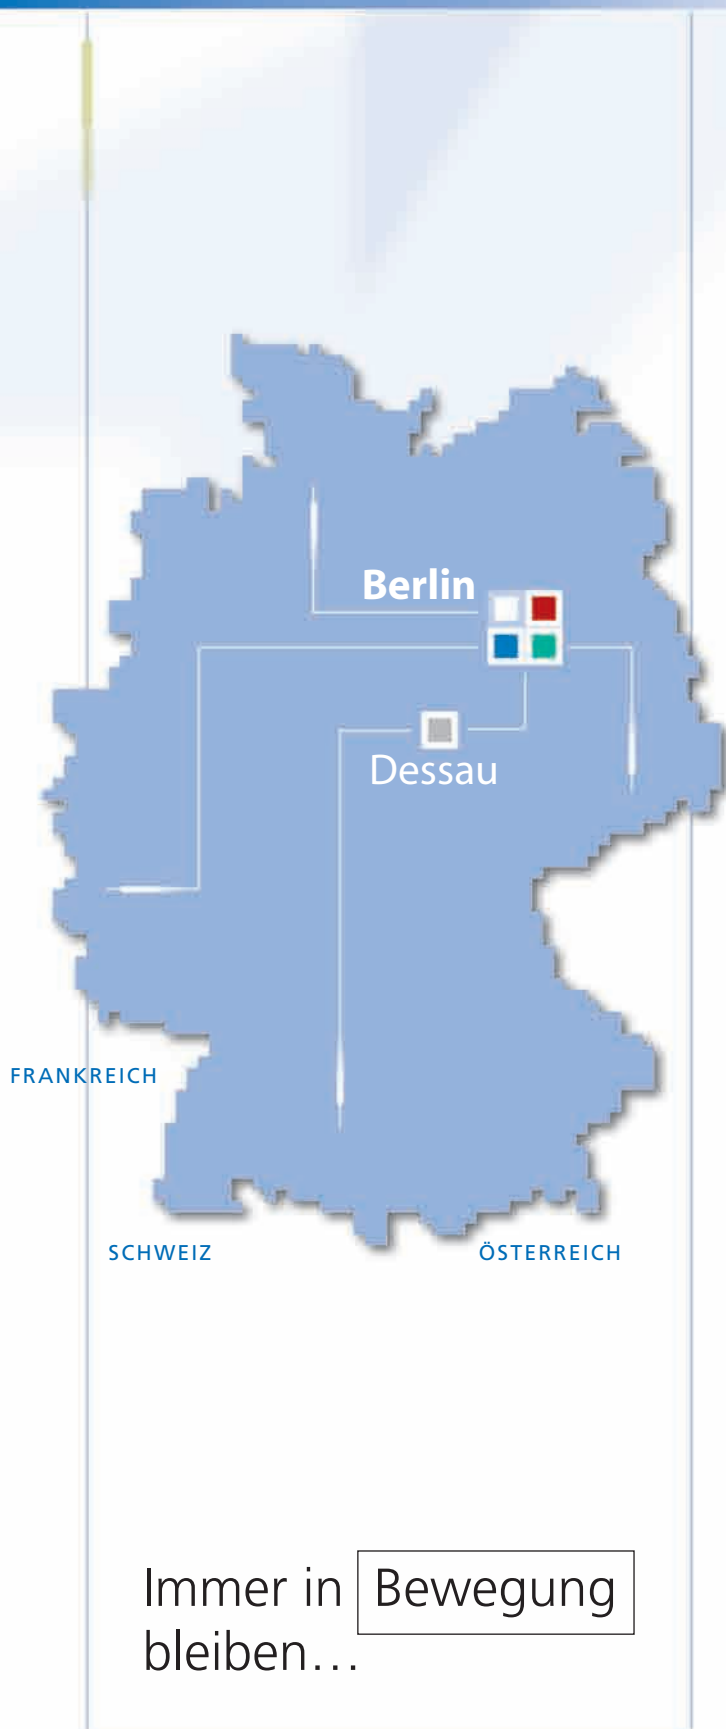 Berlin
Dessau
FRANKREICH
SCHWEIZ
ÖSTERREICH
Immer in Bewegung
bleiben…